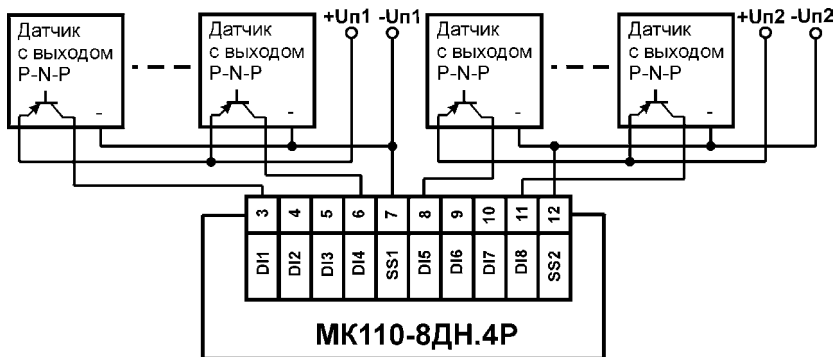 Датчик
с выходом
P-N-P
-
Датчик
с выходом
P-N-P
-
+Uп1 -Uп1
Датчик
с выходом
P-N-P
-
Датчик
с выходом
P-N-P
-
+Uп2 -Uп2
3 4 5 6 7 8 9 10 11 12
DI1 DI2 DI3 DI4 SS1 DI5 DI6 DI7 DI8 SS2
МК110-8ДН.4Р